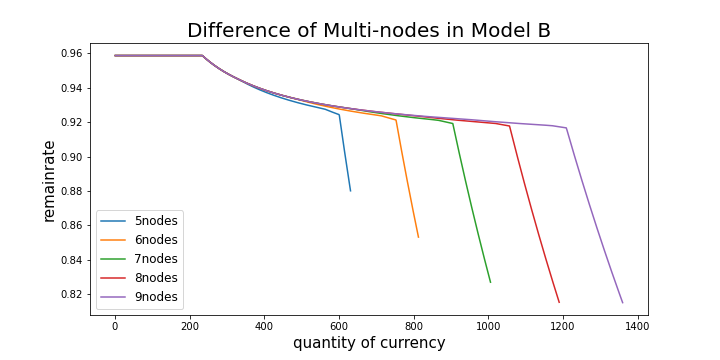 Difference of Multi-nodes in Model B
0.96
0.94
0.92
0.90
0.88
0.86
0.84
0.82
remainrate
5nodes
6nodes
7nodes
8nodes
9nodes
0 200 400 600 800 1000 1200 1400
quantity of currency